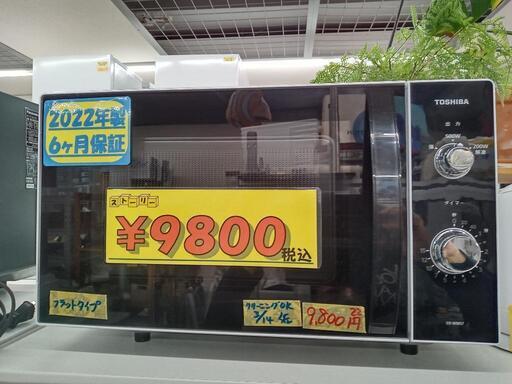 2022年製
6ヶ月保証
TOSHIBA
出力
500W
200W
タイマー
ストーリー
¥9800
税込
フラットタイプ
クリーニングOK
3/14
9,800円